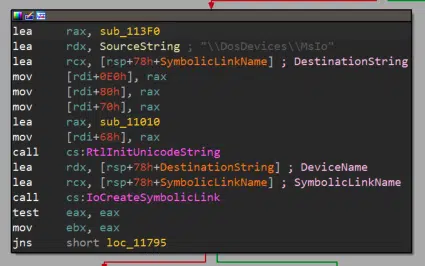 lea rax, sub_113F0
lea rdx, SourceString ; "\\DosDevices\\MsIo"
lea rcx, [rsp+78h+SymbolicLinkName] ; DestinationString
mov [rdi+0E0h], rax
mov [rdi+80h], rax
mov [rdi+70h], rax
lea rax, sub_11010
mov [rdi+68h], rax
call cs:RtlInitUnicodeString
lea rdx, [rsp+78h+DestinationString] ; DeviceName
lea rcx, [rsp+78h+SymbolicLinkName] ; SymbolicLinkName
call cs:IoCreateSymbolicLink
test eax, eax
mov ebx, eax
jns short loc_11795